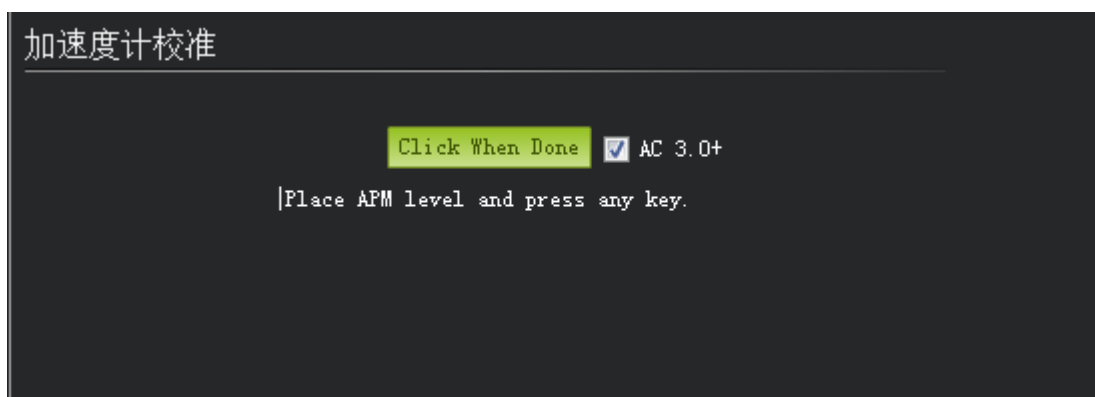 加速度计校准
Click When Done AC 3.0+
Place APM level and press any key.